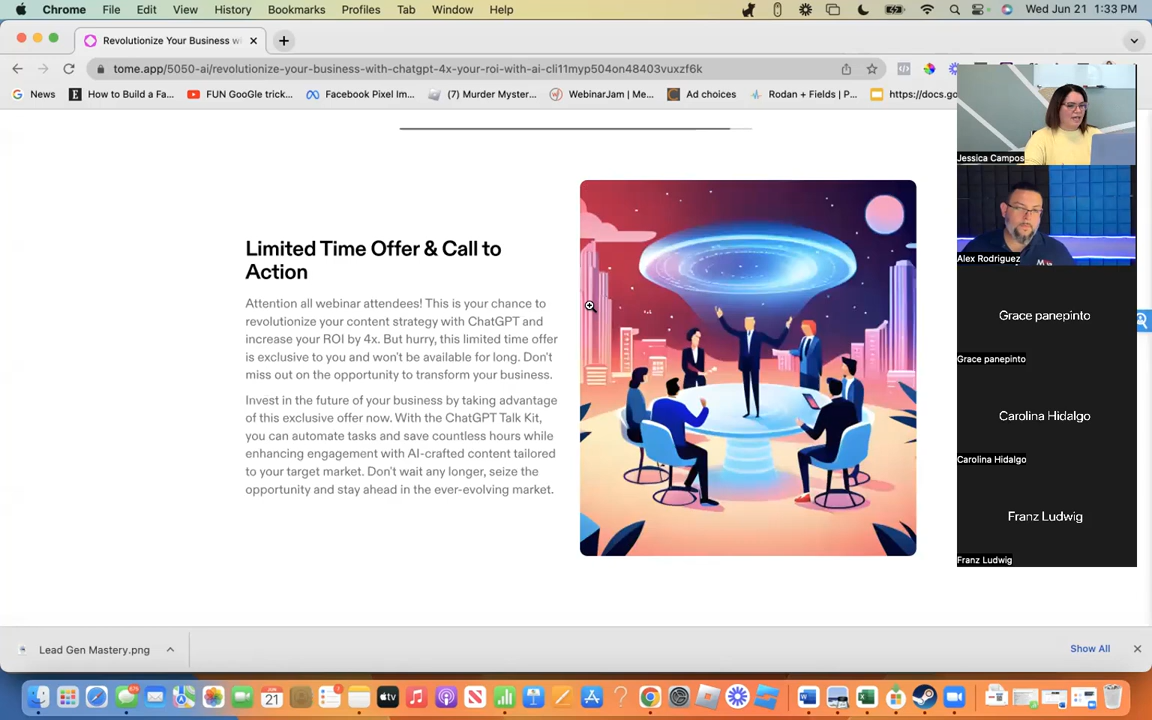 Chrome File Edit View History Bookmarks Profiles Tab Window Help
Wed Jun 21 1:33 PM
Revolutionize Your Business wi
tome.app/5050-ai/revolutionize-your-business-with-chatgpt-4x-your-roi-with-ai-cli11myp504on48403vuxzf6k
News
How to Build a Fa...
FUN GooGle trick...
Facebook Pixel Im...
(7) Murder Myster...
WebinarJam | Me...
Ad choices
Rodan + Fields | P...
https://docs.go
Limited Time Offer & Call to
Action
Attention all webinar attendees! This is your chance to
revolutionize your content strategy with ChatGPT and
increase your ROI by 4x. But hurry, this limited time offer
is exclusive to you and won't be available for long. Don't
miss out on the opportunity to transform your business.
Invest in the future of your business by taking advantage
of this exclusive offer now. With the ChatGPT Talk Kit,
you can automate tasks and save countless hours while
enhancing engagement with AI-crafted content tailored
to your target market. Don't wait any longer, seize the
opportunity and stay ahead in the ever-evolving market.
Jessica Campos
Alex Rodriguez
Grace panepinto
Grace panepinto
Carolina Hidalgo
Carolina Hidalgo
Franz Ludwig
Franz Ludwig
Lead Gen Mastery.png
Show All
JUN
21
tv